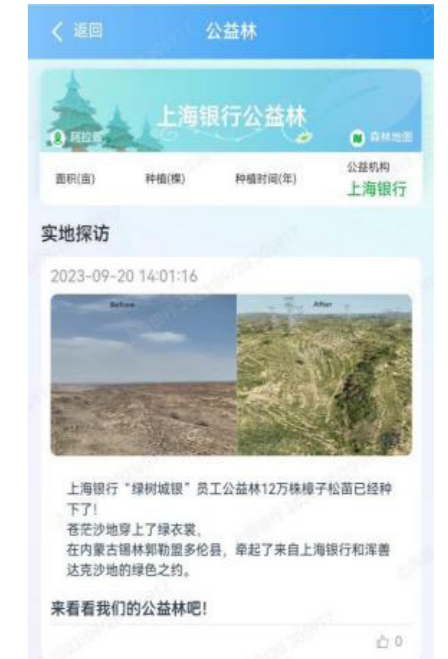 返回
公益林
上海银行公益林
阿拉善
森林地图
面积(亩)
种植(棵)
种植时间(年)
公益机构
上海银行
实地探访
2023-09-20 14:01:16
Before
After
上海银行“绿树城银”员工公益林12万株樟子松苗已经种
下了!
苍茫沙地穿上了绿衣裳,
在内蒙古锡林郭勒盟多伦县,牵起了来自上海银行和浑善
达克沙地的绿色之约。
来看看我们的公益林吧!
0